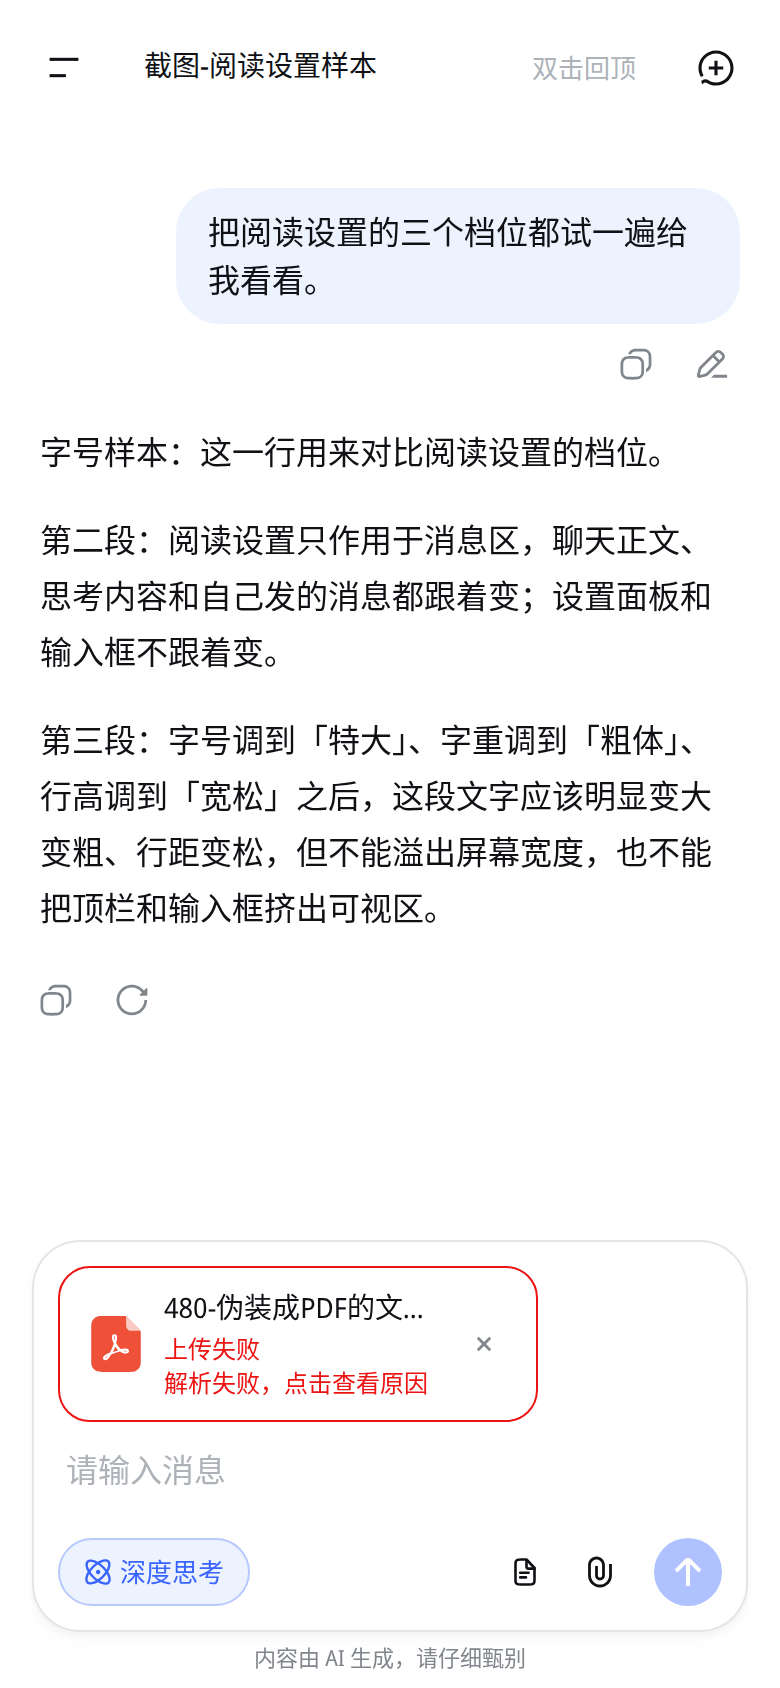 截图-阅读设置样本
双击回顶
把阅读设置的三个档位都试一遍给
我看看。
字号样本：这一行用来对比阅读设置的档位。
第二段：阅读设置只作用于消息区，聊天正文、
思考内容和自己发的消息都跟着变；设置面板和
输入框不跟着变。
第三段：字号调到「特大」、字重调到「粗体」、
行高调到「宽松」之后，这段文字应该明显变大
变粗、行距变松，但不能溢出屏幕宽度，也不能
把顶栏和输入框挤出可视区。
480-伪装成PDF的文...
上传失败
解析失败，点击查看原因
请输入消息
深度思考
内容由 AI 生成，请仔细甄别